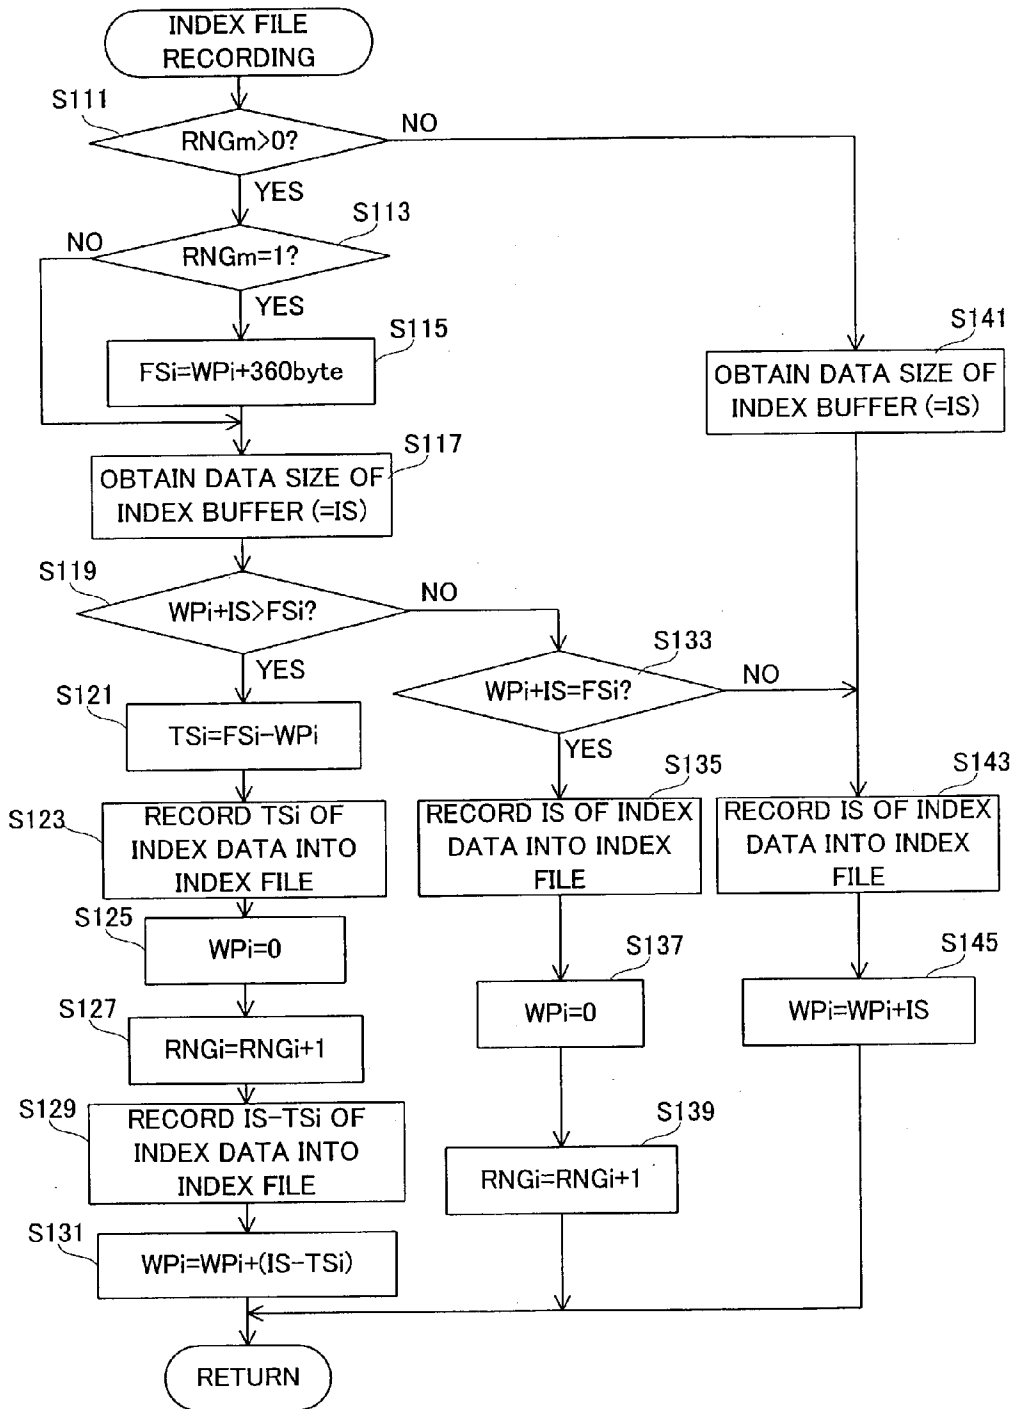 INDEX FILE
RECORDING
S111
RNGm>0?
NO
YES
S113
NO
RNGm=1?
YES
S115
FSi=WPi+360byte
S141
OBTAIN DATA SIZE OF
INDEX BUFFER (=IS)
S117
OBTAIN DATA SIZE OF
INDEX BUFFER (=IS)
S119
WPi+IS>FSi?
NO
YES
S133
WPi+IS=FSi?
NO
YES
S121
TSi=FSi-WPi
S123
RECORD TSi OF
INDEX DATA INTO
INDEX FILE
S135
RECORD IS OF INDEX
DATA INTO INDEX
FILE
S143
RECORD IS OF INDEX
DATA INTO INDEX
FILE
S125
WPi=0
S137
WPi=0
S145
WPi=WPi+IS
S127
RNGi=RNGi+1
S129
RECORD IS-TSi OF
INDEX DATA INTO
INDEX FILE
S139
RNGi=RNGi+1
S131
WPi=WPi+(IS-TSi)
RETURN